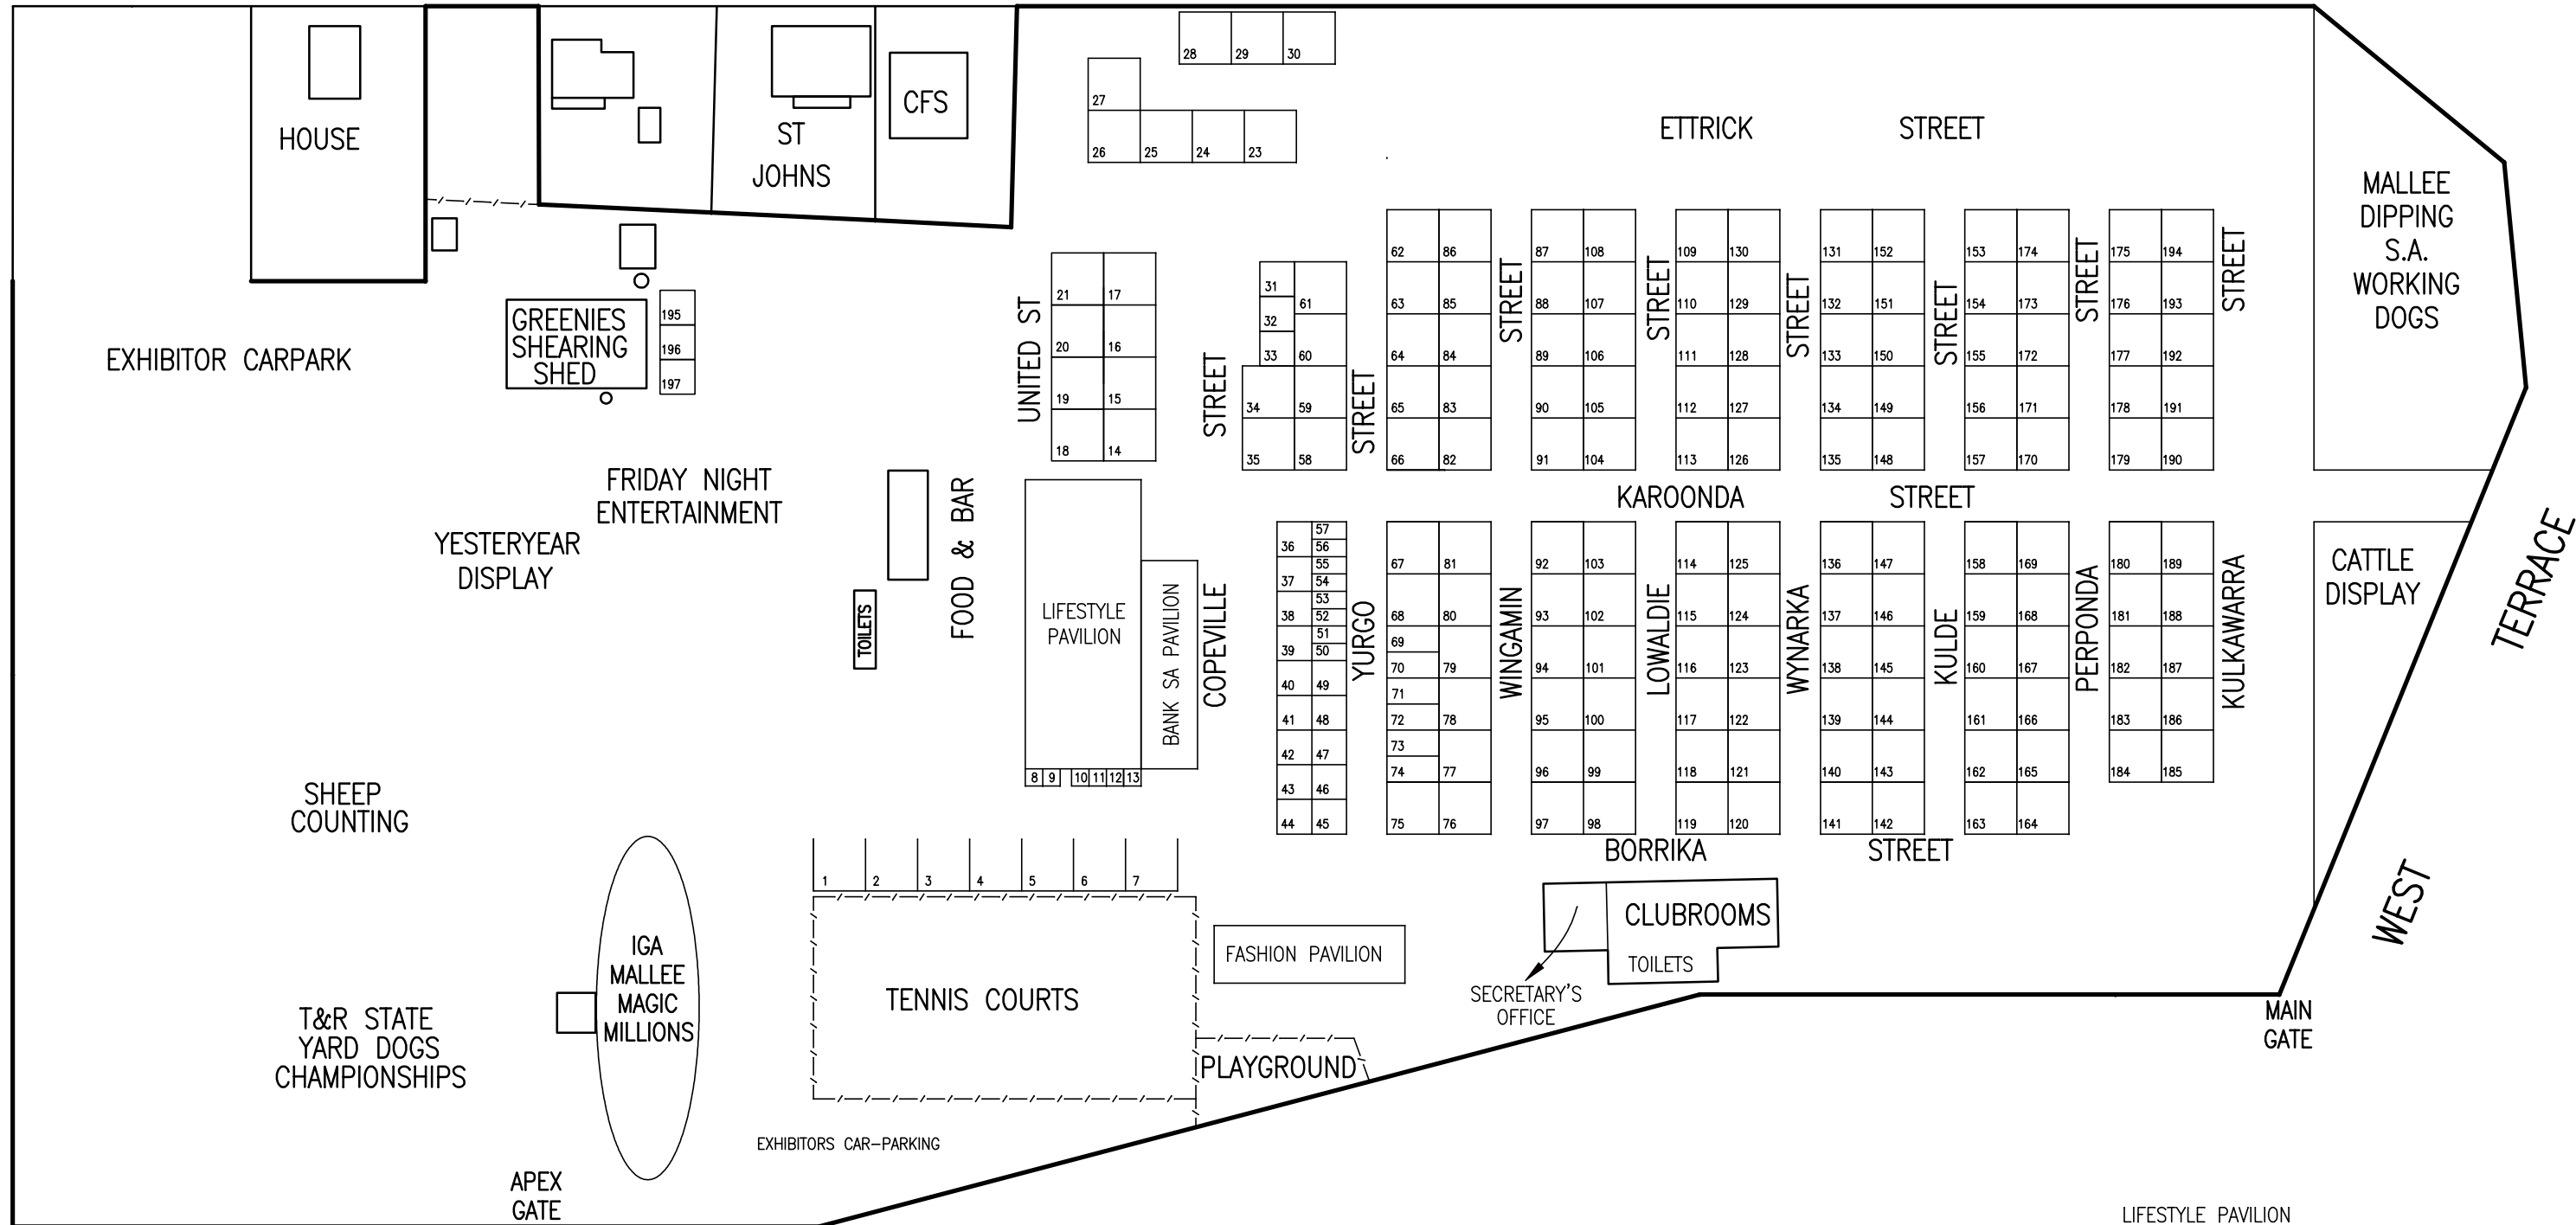 HOUSE
ST
JOHNS
CFS
28 29 30
27
26 25 24 23
ETTRICK STREET
MALLEE
DIPPING
S.A.
WORKING
DOGS
EXHIBITOR CARPARK
GREENIES
SHEARING
SHED
195
196
197
UNITED ST
21 17
20 16
19 15
18 14
STREET
31
32
33
34
35
61
60
59
58
STREET
62 86
63 85
64 84
65 83
66 82
STREET
87 108
88 107
89 106
90 105
91 104
STREET
109 130
110 129
111 128
112 127
113 126
STREET
131 152
132 151
133 150
134 149
135 148
STREET
153 174
154 173
155 172
156 171
157 170
STREET
175 194
176 193
177 192
178 191
179 190
STREET
FRIDAY NIGHT
ENTERTAINMENT
YESTERYEAR
DISPLAY
FOOD & BAR
TOILETS
KAROONDA STREET
LIFESTYLE
PAVILION
BANK SA PAVILION
COPEVILLE
8 9 10 11 12 13
36
37
38
39
40
41
42
43
44
57
56
55
54
53
52
51
50
49
48
47
46
45
YURGO
67
68
69
70
71
72
73
74
75
81
80
79
78
77
76
WINGAMIN
92 103
93 102
94 101
95 100
96 99
97 98
LOWALDIE
114 125
115 124
116 123
117 122
118 121
119 120
WYNARKA
136 147
137 146
138 145
139 144
140 143
141 142
KULDE
158 169
159 168
160 167
161 166
162 165
163 164
PERPONDA
180 189
181 188
182 187
183 186
184 185
KULKAWARRA
CATTLE
DISPLAY
WEST TERRACE
SHEEP
COUNTING
1 2 3 4 5 6 7
BORRIKA STREET
CLUBROOMS
TOILETS
SECRETARY'S
OFFICE
FASHION PAVILION
TENNIS COURTS
PLAYGROUND
IGA
MALLEE
MAGIC
MILLIONS
T&R STATE
YARD DOGS
CHAMPIONSHIPS
MAIN
GATE
EXHIBITORS CAR-PARKING
APEX
GATE
LIFESTYLE PAVILION